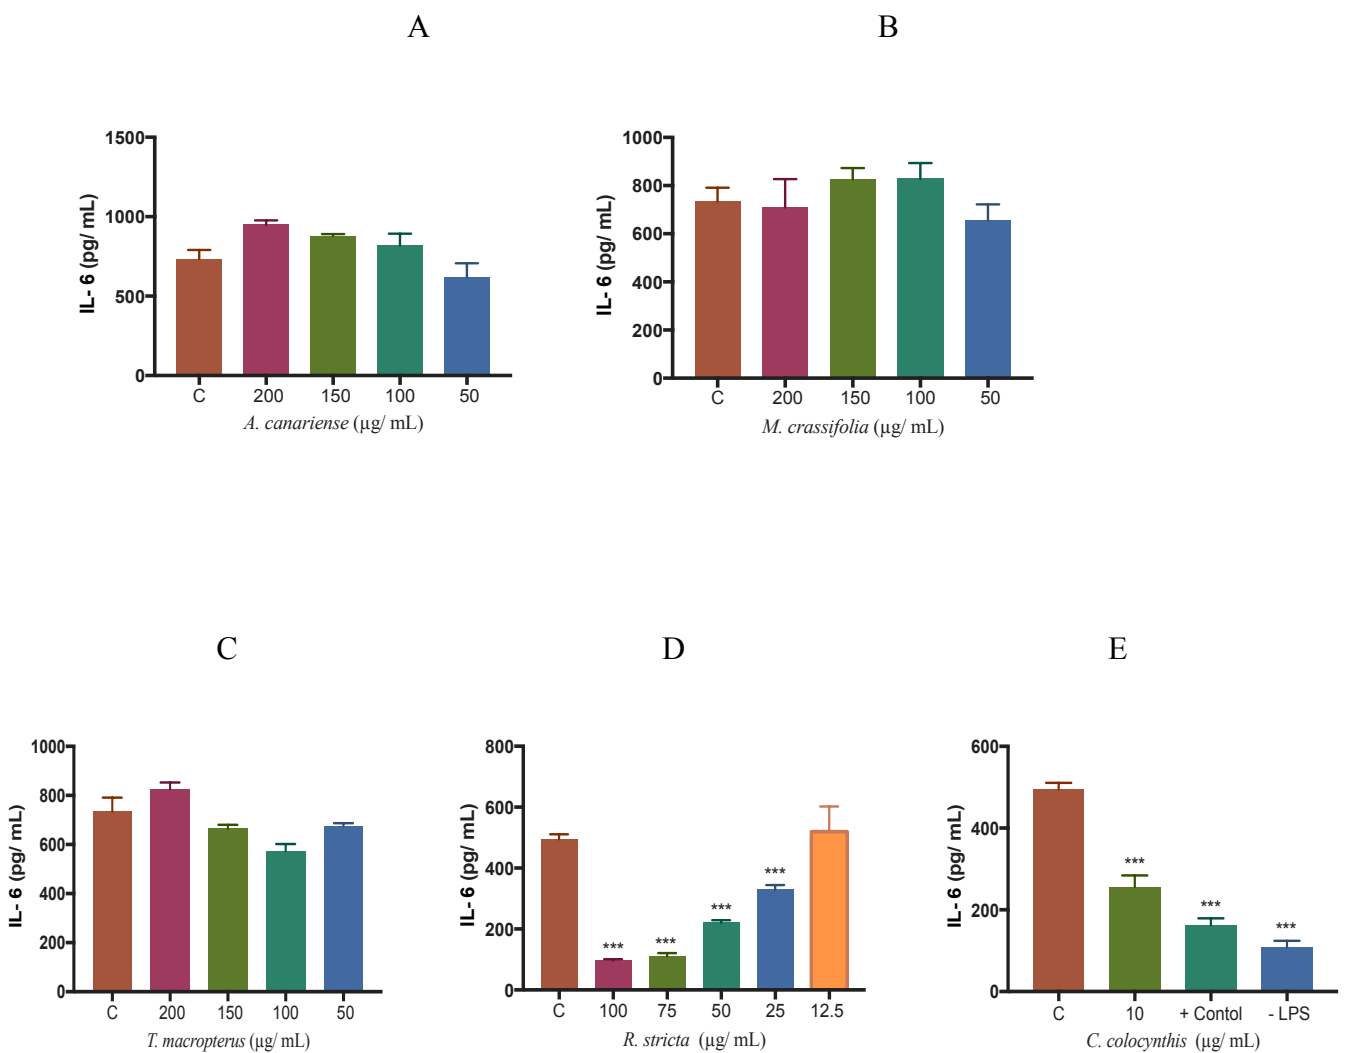 A
B
1500
1000
500
0
IL- 6 (pg/ mL)
C 200 150 100 50
A. canariense (µg/ mL)
1000
800
600
400
200
0
IL- 6 (pg/ mL)
C 200 150 100 50
M. crassifolia (µg/ mL)
C
D
E
1000
800
600
400
200
0
IL- 6 (pg/ mL)
C 200 150 100 50
T. macropterus (µg/ mL)
800
600
400
200
0
IL- 6 (pg/ mL)
*** *** *** ***
C 100 75 50 25 12.5
R. stricta (µg/ mL)
600
400
200
0
IL- 6 (pg/ mL)
*** *** ***
C 10 + Contol - LPS
C. colocynthis (µg/ mL)